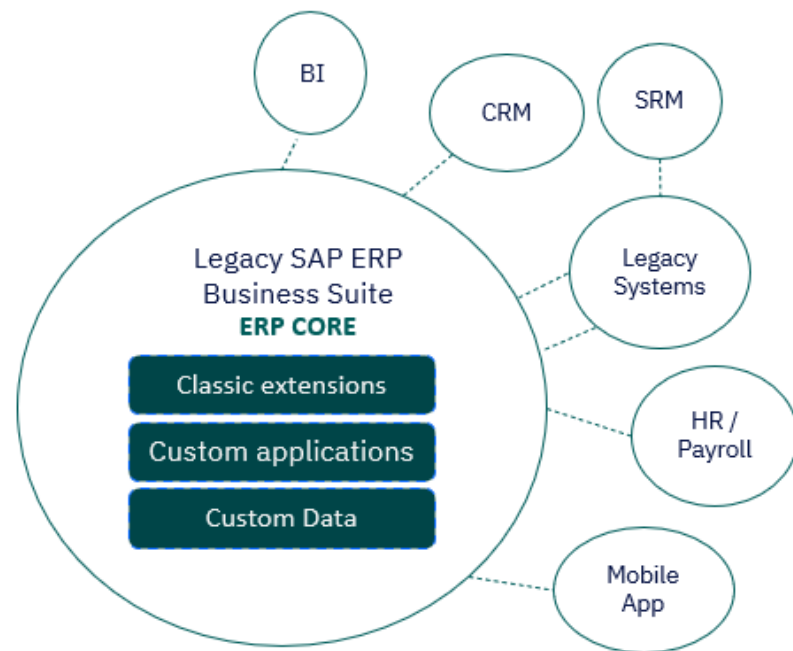 BI
CRM
SRM
Legacy SAP ERP
Business Suite
ERP CORE
Classic extensions
Custom applications
Custom Data
Legacy
Systems
HR /
Payroll
Mobile
App